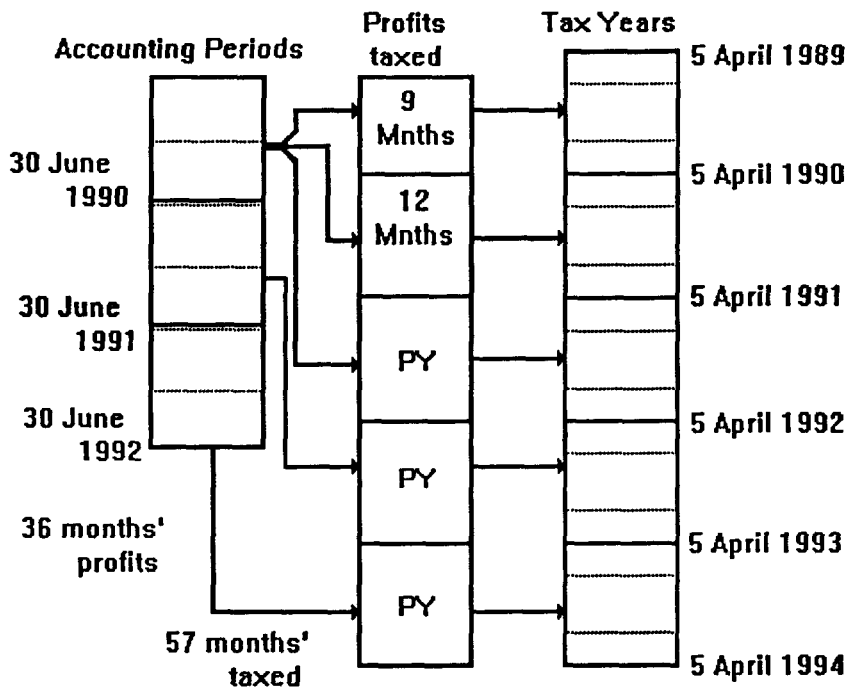 Accounting Periods
30 June
1990
30 June
1991
30 June
1992
36 months'
profits
57 months'
taxed
Profits
taxed
9
Mnths
12
Mnths
PY
PY
PY
Tax Years
5 April 1989
5 April 1990
5 April 1991
5 April 1992
5 April 1993
5 April 1994